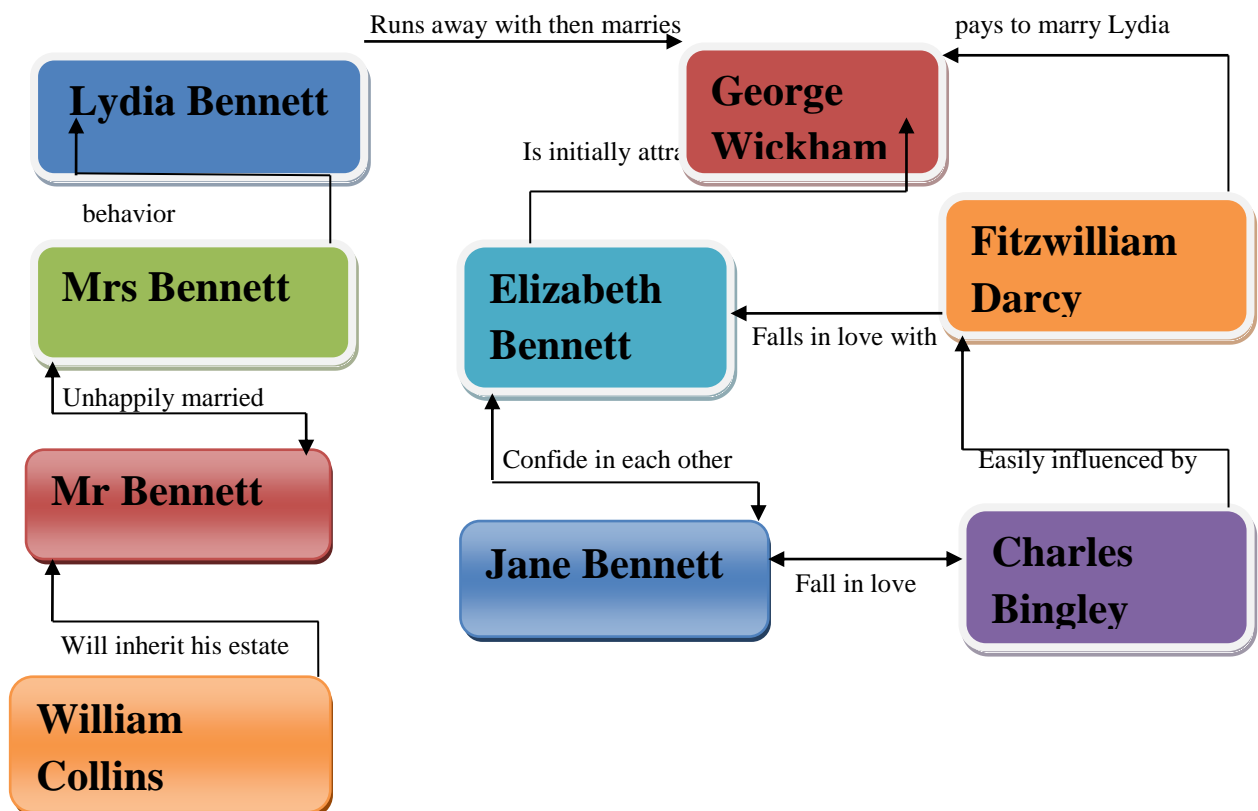 Runs away with then marries
pays to marry Lydia
Lydia Bennett
George
Wickham
Is initially
behavior
Mrs Bennett
Elizabeth
Bennett
Fitzwilliam
Darcy
Falls in love with
Unhappily married
Confide in each other
Easily influenced by
Mr Bennett
Jane Bennett
Charles
Bingley
Fall in love
Will inherit his estate
William
Collins